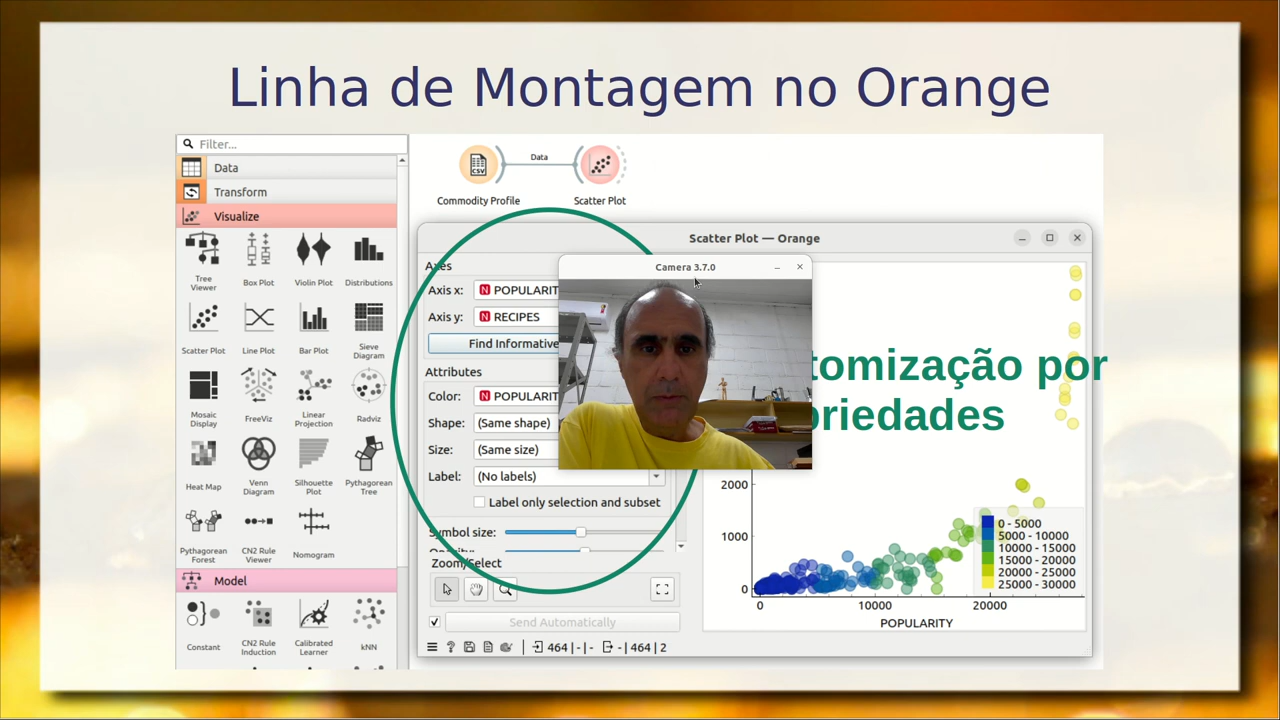 Linha de Montagem no Orange
Filter...
Data
Transform
Visualize
Tree Viewer
Box Plot
Violin Plot
Distributions
Scatter Plot
Line Plot
Bar Plot
Sieve Diagram
Mosaic Display
FreeViz
Linear Projection
Radviz
Heat Map
Venn Diagram
Silhouette Plot
Pythagorean Tree
Pythagorean Forest
CN2 Rule Viewer
Nomogram
Model
Constant
CN2 Rule Induction
Calibrated Learner
kNN
CSV
Data
Commodity Profile
Scatter Plot
Scatter Plot — Orange
Axes
Axis x: N POPULARIT
Axis y: N RECIPES
Find Informative
Attributes
Color: N POPULARIT
Shape: (Same shape)
Size: (Same size)
Label: (No labels)
Label only selection and subset
Symbol size:
Opacity:
Zoom/Select
Send Automatically
464 | - | -
- | 464 | 2
Camera 3.7.0
tomização por
priedades
2000
1000
0
0 - 5000
5000 - 10000
10000 - 15000
15000 - 20000
20000 - 25000
25000 - 30000
0
10000
20000
POPULARITY